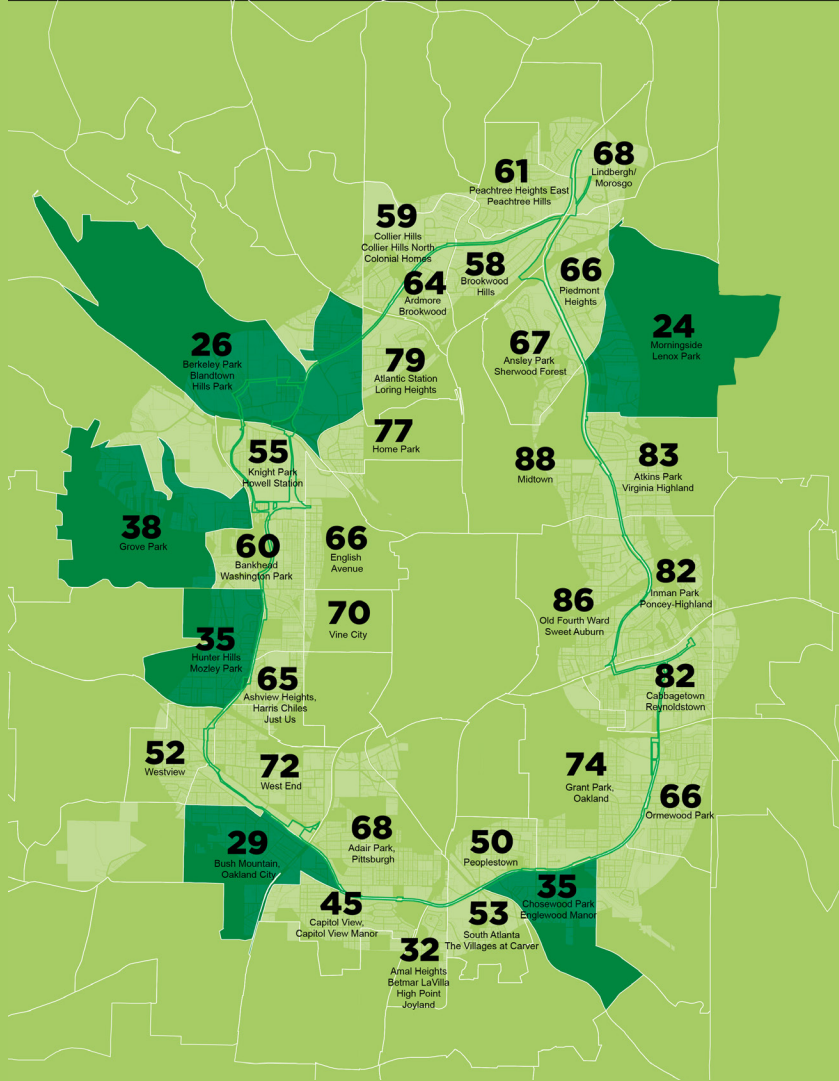 68
Lindbergh/
Morosgo
61
Peachtree Heights East
Peachtree Hills
59
Collier Hills
Collier Hills North
Colonial Homes
58
Brookwood
Hills
66
Piedmont
Heights
64
Ardmore
Brookwood
24
Morningside
Lenox Park
26
Berkeley Park
Blandtown
Hills Park
67
Ansley Park
Sherwood Forest
79
Atlantic Station
Loring Heights
77
Home Park
55
Knight Park
Howell Station
88
Midtown
83
Atkins Park
Virginia Highland
38
Grove Park
66
English
Avenue
60
Bankhead
Washington Park
82
Inman Park
Poncey-Highland
86
Old Fourth Ward
Sweet Auburn
70
Vine City
35
Hunter Hills
Mozley Park
65
Ashview Heights,
Harris Chiles
Just Us
82
Cabbagetown
Reynoldstown
52
Westview
72
West End
74
Grant Park,
Oakland
66
Ormewood Park
29
Bush Mountain,
Oakland City
68
Adair Park,
Pittsburgh
50
Peoplestown
35
Chosewood Park
Englewood Manor
45
Capitol View,
Capitol View Manor
53
South Atlanta
The Villages at Carver
32
Amal Heights
Betmar LaVilla
High Point
Joyland